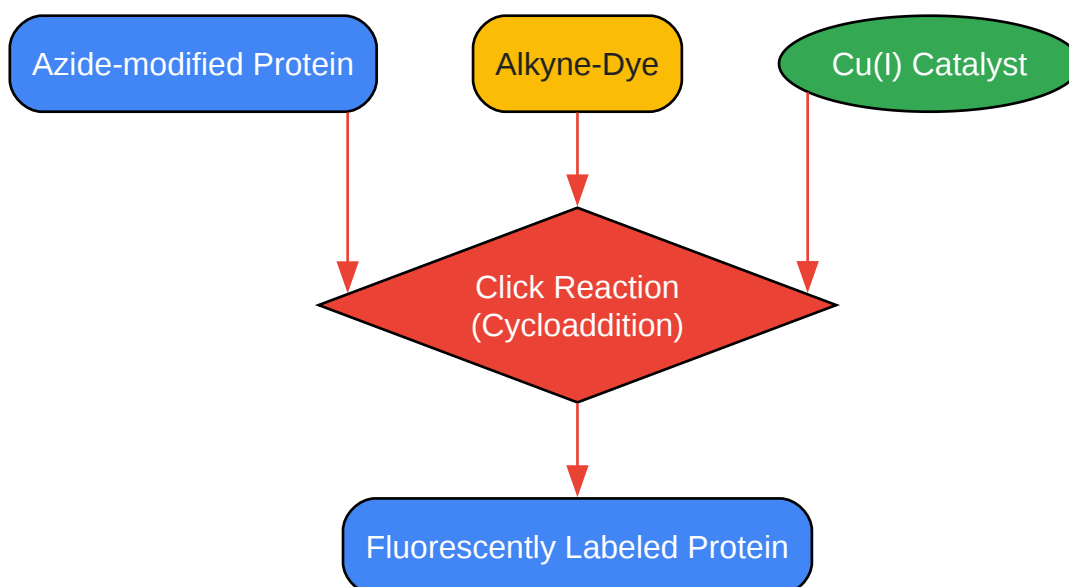 Azide-modified Protein
Alkyne-Dye
Cu(I) Catalyst
Click Reaction
(Cycloaddition)
Fluorescently Labeled Protein